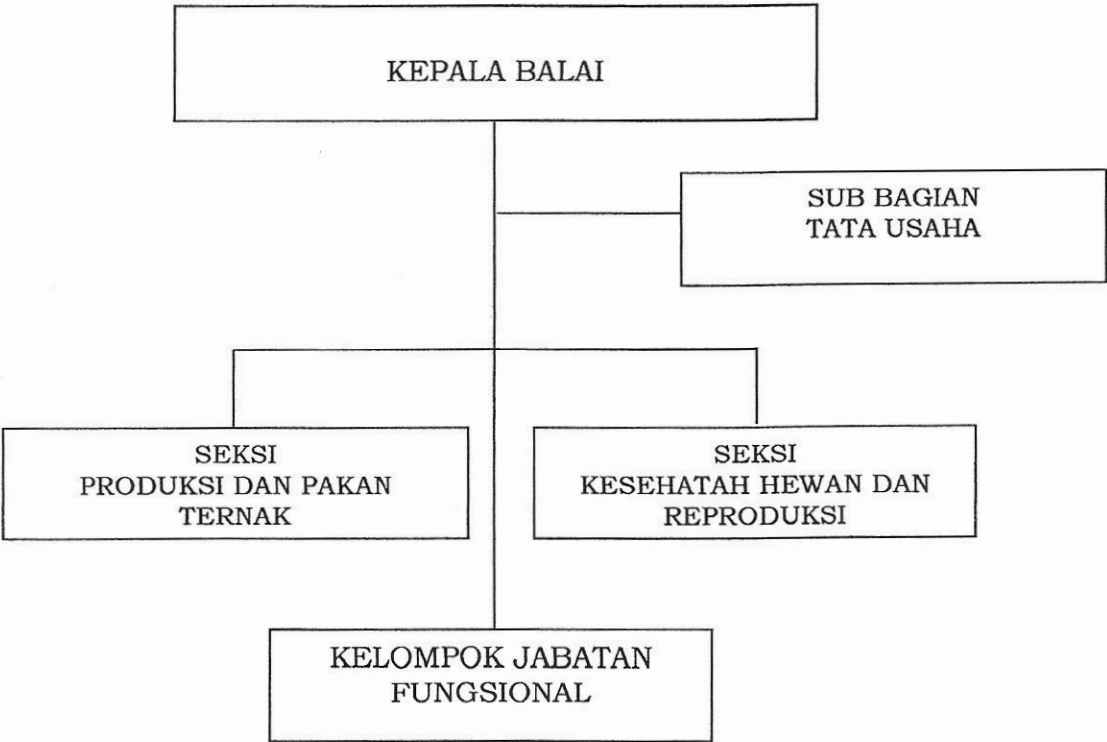 KEPALA BALAI
SUB BAGIAN
TATA USAHA
SEKSI
PRODUKSI DAN PAKAN
TERNAK
SEKSI
KESEHATAH HEWAN DAN
REPRODUKSI
KELOMPOK JABATAN
FUNGSIONAL